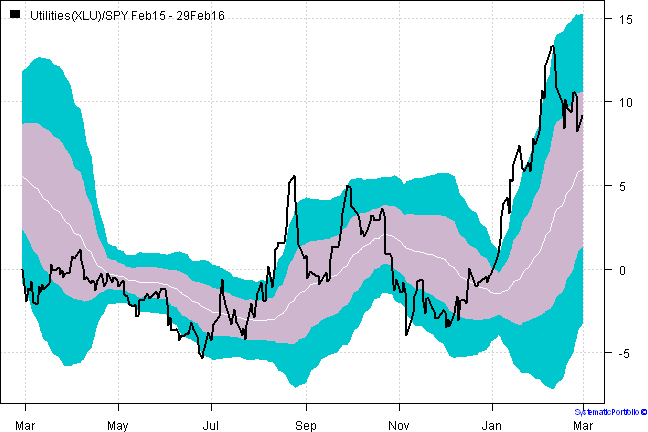 Utilities(XLU)/SPY Feb15 - 29Feb16
15
10
5
0
-5
Mar May Jul Sep Nov Jan Mar
SystematicPortfolio ©